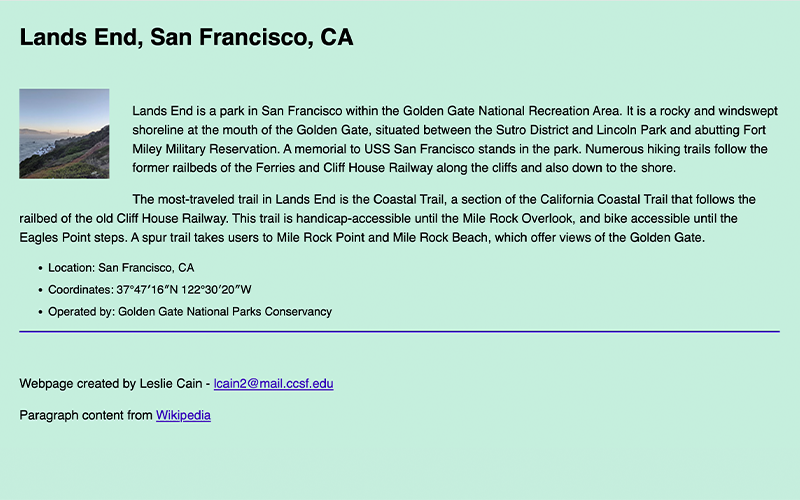 Lands End, San Francisco, CA
Lands End is a park in San Francisco within the Golden Gate National Recreation Area. It is a rocky and windswept
shoreline at the mouth of the Golden Gate, situated between the Sutro District and Lincoln Park and abutting Fort
Miley Military Reservation. A memorial to USS San Francisco stands in the park. Numerous hiking trails follow the
former railbeds of the Ferries and Cliff House Railway along the cliffs and also down to the shore.
The most-traveled trail in Lands End is the Coastal Trail, a section of the California Coastal Trail that follows the
railbed of the old Cliff House Railway. This trail is handicap-accessible until the Mile Rock Overlook, and bike accessible until the
Eagles Point steps. A spur trail takes users to Mile Rock Point and Mile Rock Beach, which offer views of the Golden Gate.
• Location: San Francisco, CA
• Coordinates: 37°47′16″N 122°30′20″W
• Operated by: Golden Gate National Parks Conservancy
Webpage created by Leslie Cain - lcain2@mail.ccsf.edu
Paragraph content from Wikipedia